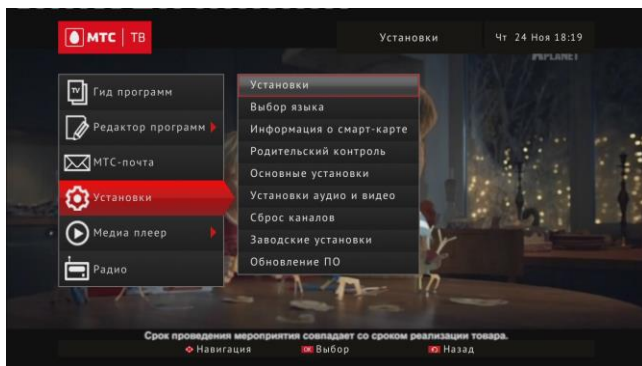 МТС ТВ
Установки
Чт 24 Ноя 18:19
Гид программ
Редактор программ
МТС-почта
Установки
Медиа плеер
Радио
Установки
Выбор языка
Информация о смарт-карте
Родительский контроль
Основные установки
Установки аудио и видео
Сброс каналов
Заводские установки
Обновление ПО
Срок проведения мероприятия совпадает со сроком реализации товара.
Навигация
OK Выбор
Назад